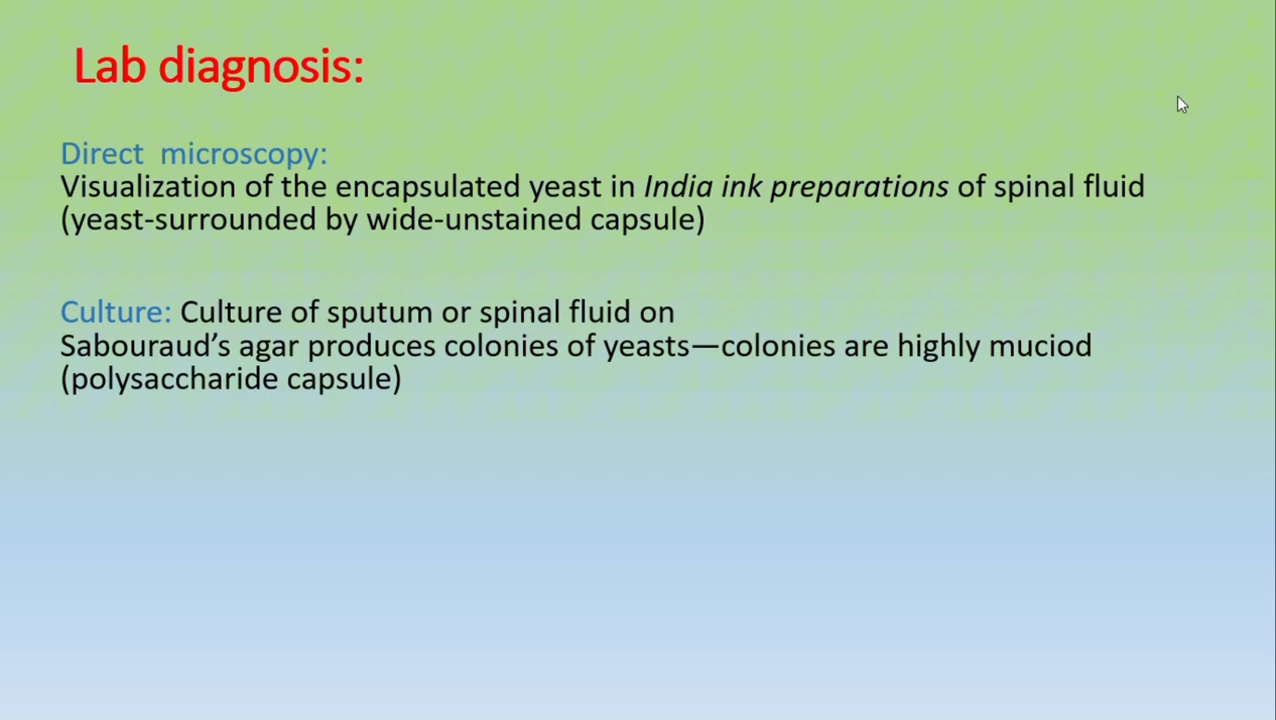 Lab diagnosis:
Direct microscopy:
Visualization of the encapsulated yeast in India ink preparations of spinal fluid
(yeast-surrounded by wide-unstained capsule)
Culture: Culture of sputum or spinal fluid on
Sabouraud’s agar produces colonies of yeasts—colonies are highly muciod
(polysaccharide capsule)